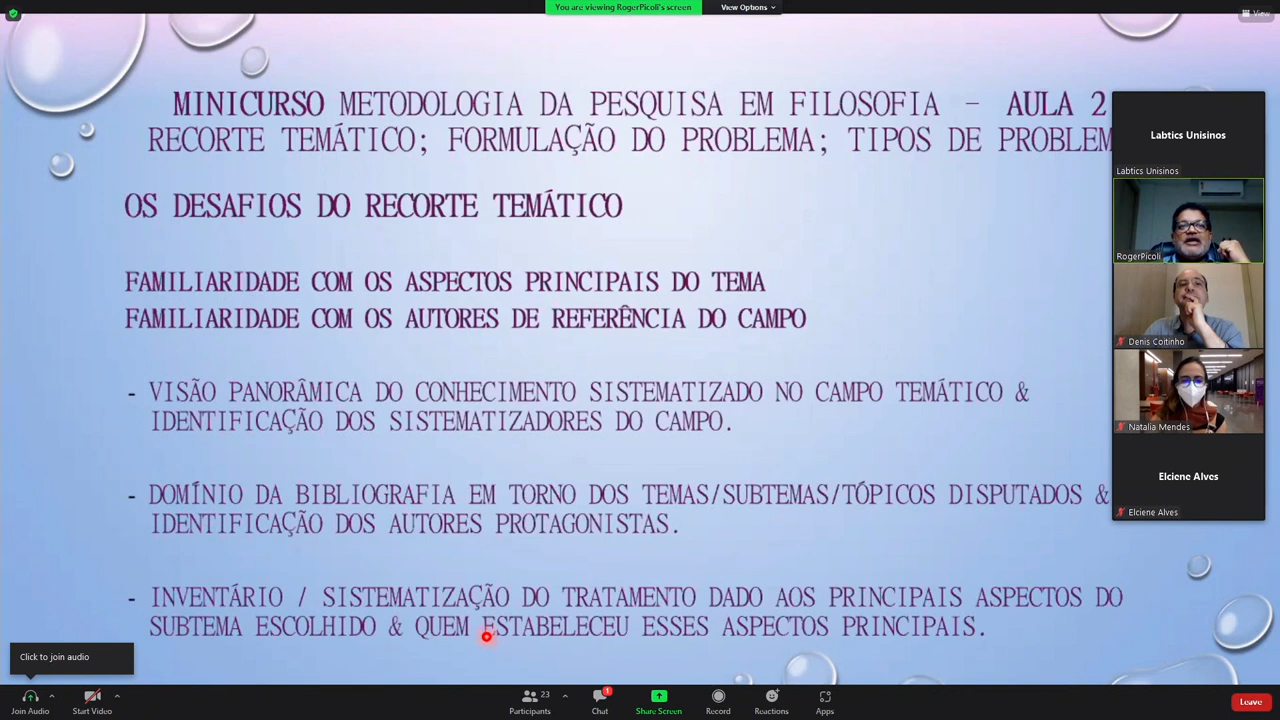 You are viewing RogerPicoli's screen
View Options
View
MINICURSO METODOLOGIA DA PESQUISA EM FILOSOFIA – AULA 2
RECORTE TEMÁTICO; FORMULAÇÃO DO PROBLEMA; TIPOS DE PROBLEM
OS DESAFIOS DO RECORTE TEMÁTICO
FAMILIARIDADE COM OS ASPECTOS PRINCIPAIS DO TEMA
FAMILIARIDADE COM OS AUTORES DE REFERÊNCIA DO CAMPO
- VISÃO PANORÂMICA DO CONHECIMENTO SISTEMATIZADO NO CAMPO TEMÁTICO &
IDENTIFICAÇÃO DOS SISTEMATIZADORES DO CAMPO.
- DOMÍNIO DA BIBLIOGRAFIA EM TORNO DOS TEMAS/SUBTEMAS/TÓPICOS DISPUTADOS &
IDENTIFICAÇÃO DOS AUTORES PROTAGONISTAS.
- INVENTÁRIO / SISTEMATIZAÇÃO DO TRATAMENTO DADO AOS PRINCIPAIS ASPECTOS DO
SUBTEMA ESCOLHIDO & QUEM ESTABELECEU ESSES ASPECTOS PRINCIPAIS.
Labtics Unisinos
Labtics Unisinos
RogerPicoli
Denis Coitinho
Natalia Mendes
Elciene Alves
Elciene Alves
Click to join audio
Join Audio
Start Video
Participants
23
Chat
1
Share Screen
Record
Reactions
Apps
Leave